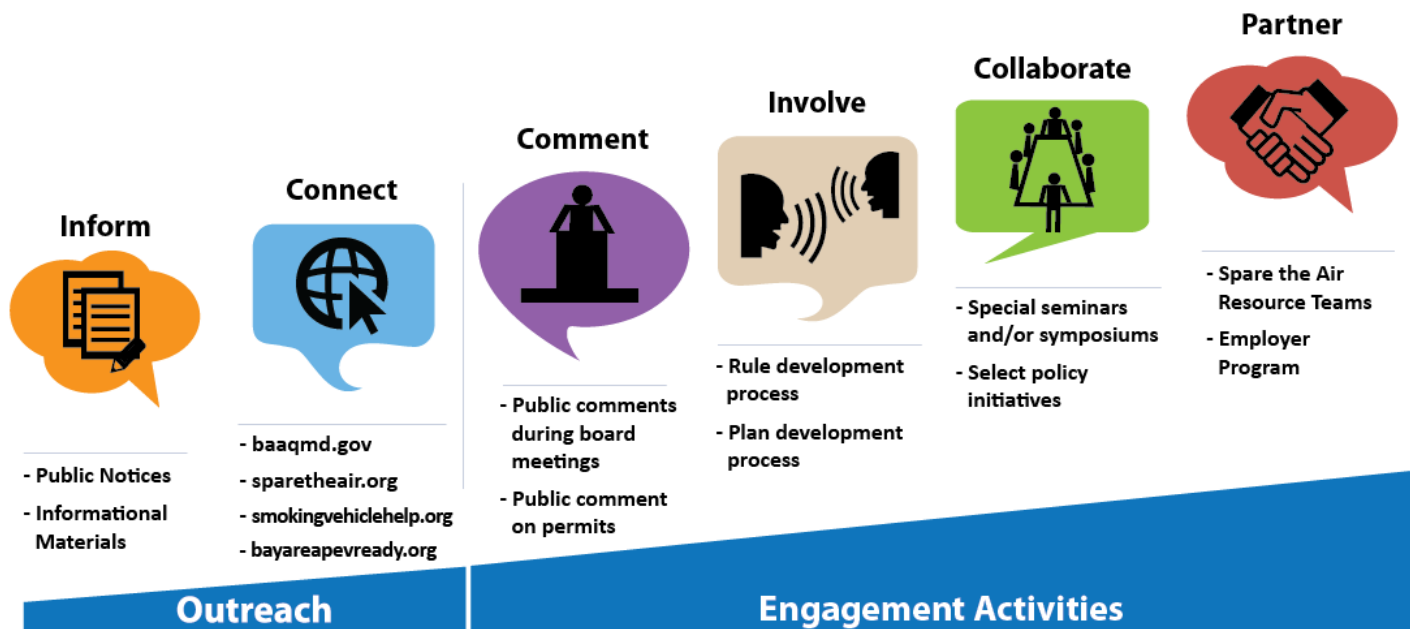 Inform
- Public Notices
- Informational
Materials
Connect
- baaqmd.gov
- sparetheair.org
- smokingvehiclehelp.org
- bayareapevready.org
Comment
- Public comments
during board
meetings
- Public comment
on permits
Involve
- Rule development
process
- Plan development
process
Collaborate
- Special seminars
and/or symposiums
- Select policy
initiatives
Partner
- Spare the Air
Resource Teams
- Employer
Program
Outreach
Engagement Activities